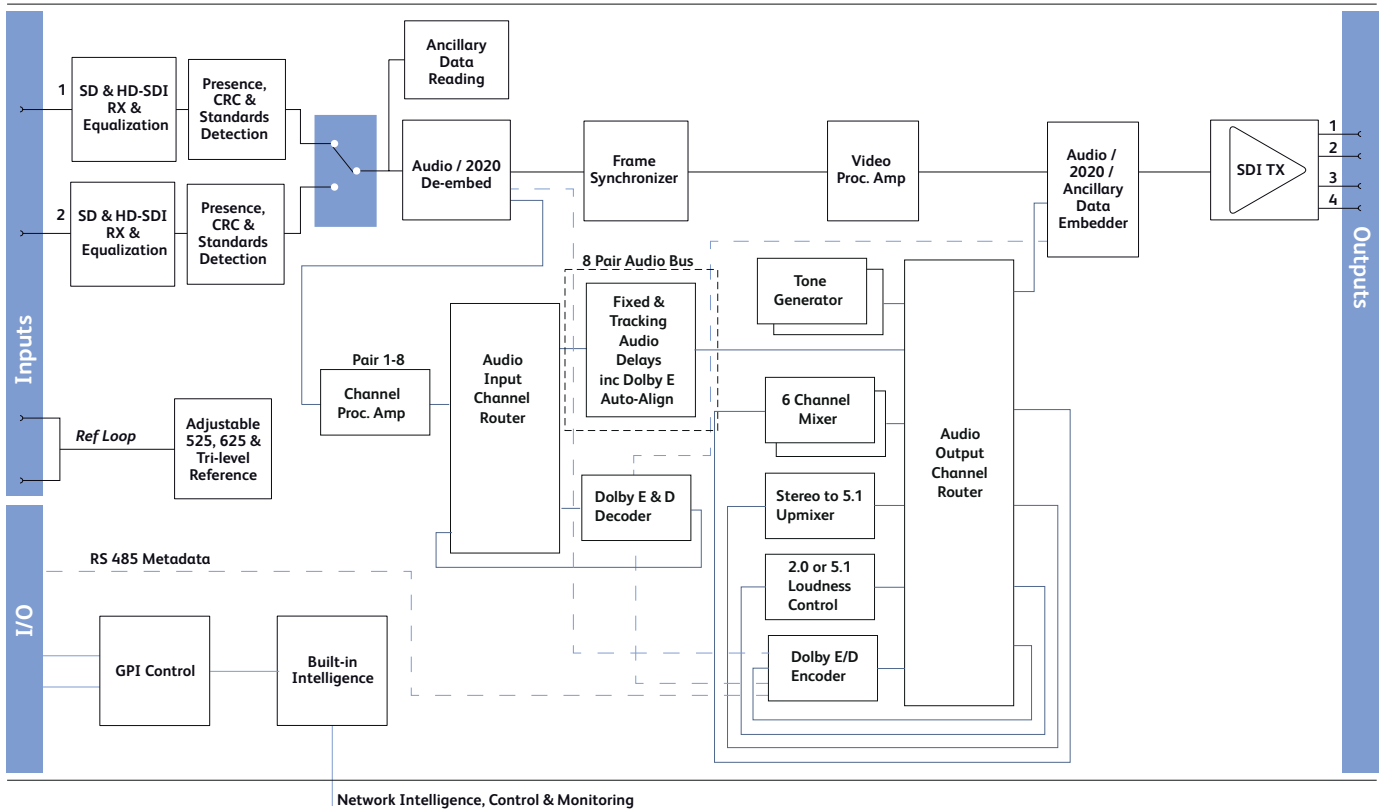 Inputs
I/O
Outputs
1
SD & HD-SDI
RX &
Equalization
Presence,
CRC &
Standards
Detection
2
SD & HD-SDI
RX &
Equalization
Presence,
CRC &
Standards
Detection
Ancillary
Data
Reading
Audio / 2020
De-embed
Frame
Synchronizer
Video
Proc. Amp
Audio /
2020 /
Ancillary
Data
Embedder
SDI TX
1
2
3
4
8 Pair Audio Bus
Fixed &
Tracking
Audio
Delays
inc Dolby E
Auto-Align
Tone
Generator
Pair 1-8
Channel
Proc. Amp
Audio
Input
Channel
Router
6 Channel
Mixer
Audio
Output
Channel
Router
Ref Loop
Adjustable
525, 625 &
Tri-level
Reference
Dolby E & D
Decoder
Stereo to 5.1
Upmixer
RS 485 Metadata
2.0 or 5.1
Loudness
Control
GPI Control
Built-in
Intelligence
Dolby E/D
Encoder
Network Intelligence, Control & Monitoring